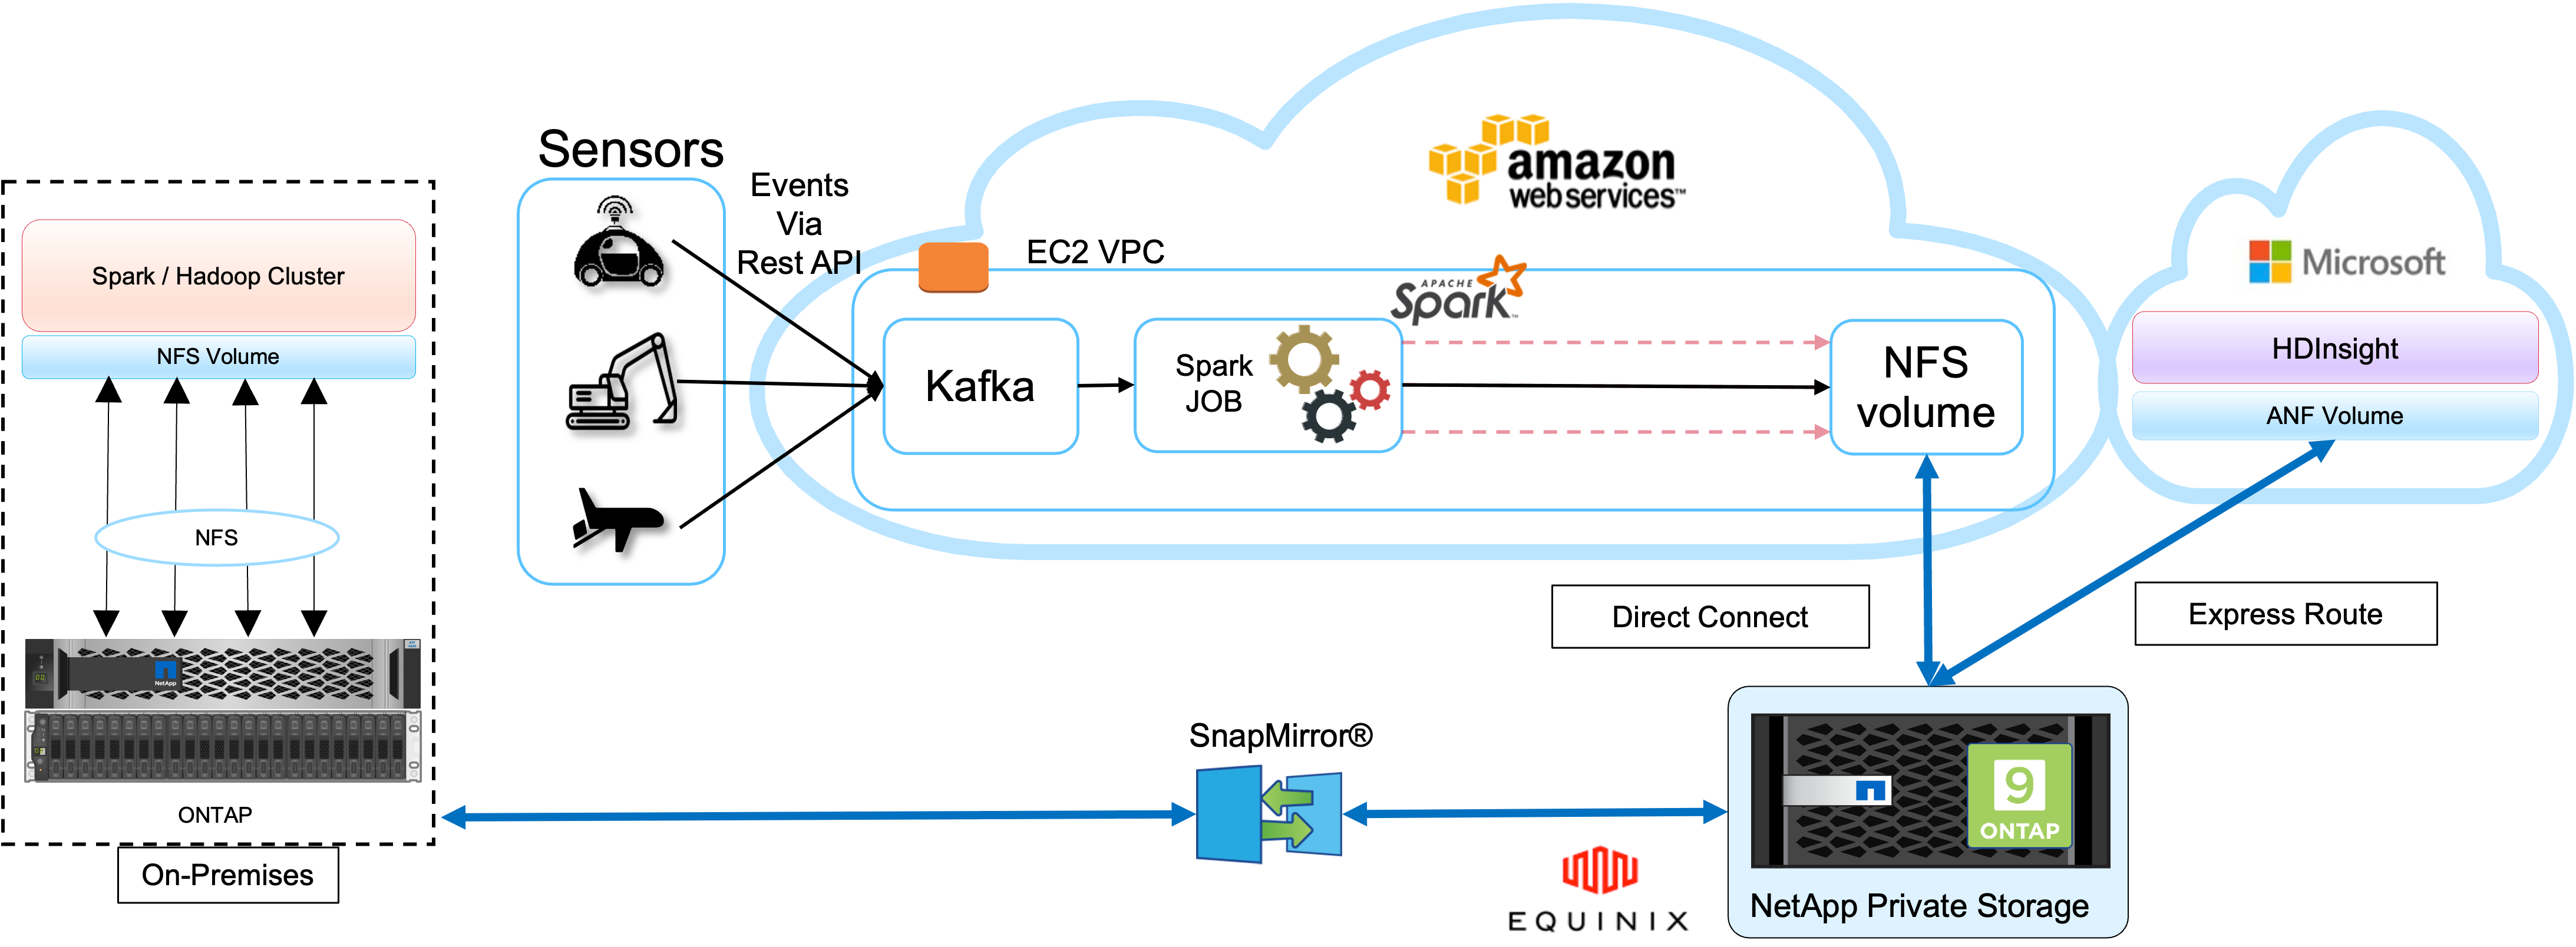 Spark / Hadoop Cluster
NFS Volume
NFS
NetApp
ONTAP
On-Premises
Sensors
Events
Via
Rest API
amazon
web services™
EC2 VPC
Kafka
Spark
JOB
APACHE
Spark™
NFS
volume
Microsoft
HDInsight
ANF Volume
Direct Connect
Express Route
SnapMirror®
EQUINIX
9
ONTAP
NetApp Private Storage